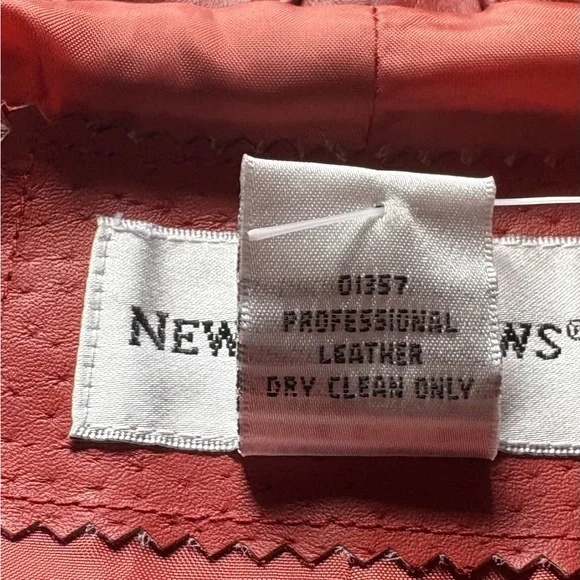 01357
PROFESSIONAL
LEATHER
DRY CLEAN ONLY
NEW WS®